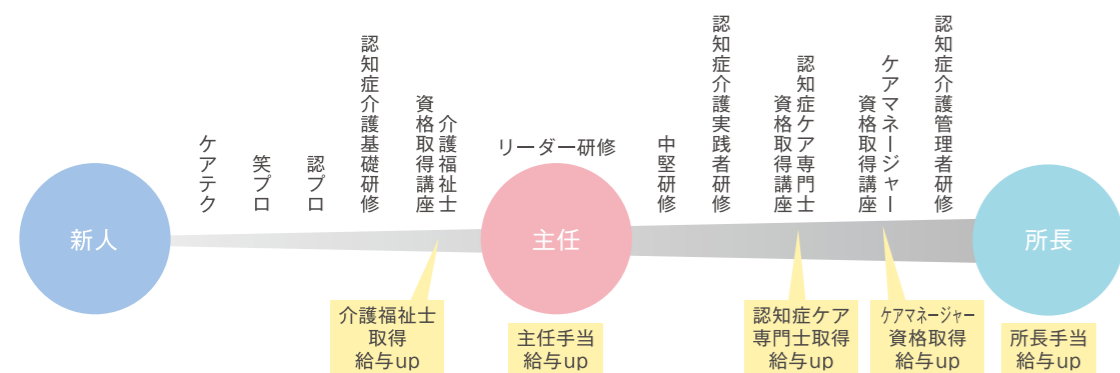 新人
ケアテク
笑プロ
認プロ
認知症介護基礎研修
介護福祉士
資格取得講座
リーダー研修
主任
中堅研修
認知症介護実践者研修
認知症ケア専門士
資格取得講座
ケアマネージャー
資格取得講座
認知症介護管理者研修
所長
介護福祉士
取得
給与up
主任手当
給与up
認知症ケア
専門士取得
給与up
ケアマネージャー
資格取得
給与up
所長手当
給与up